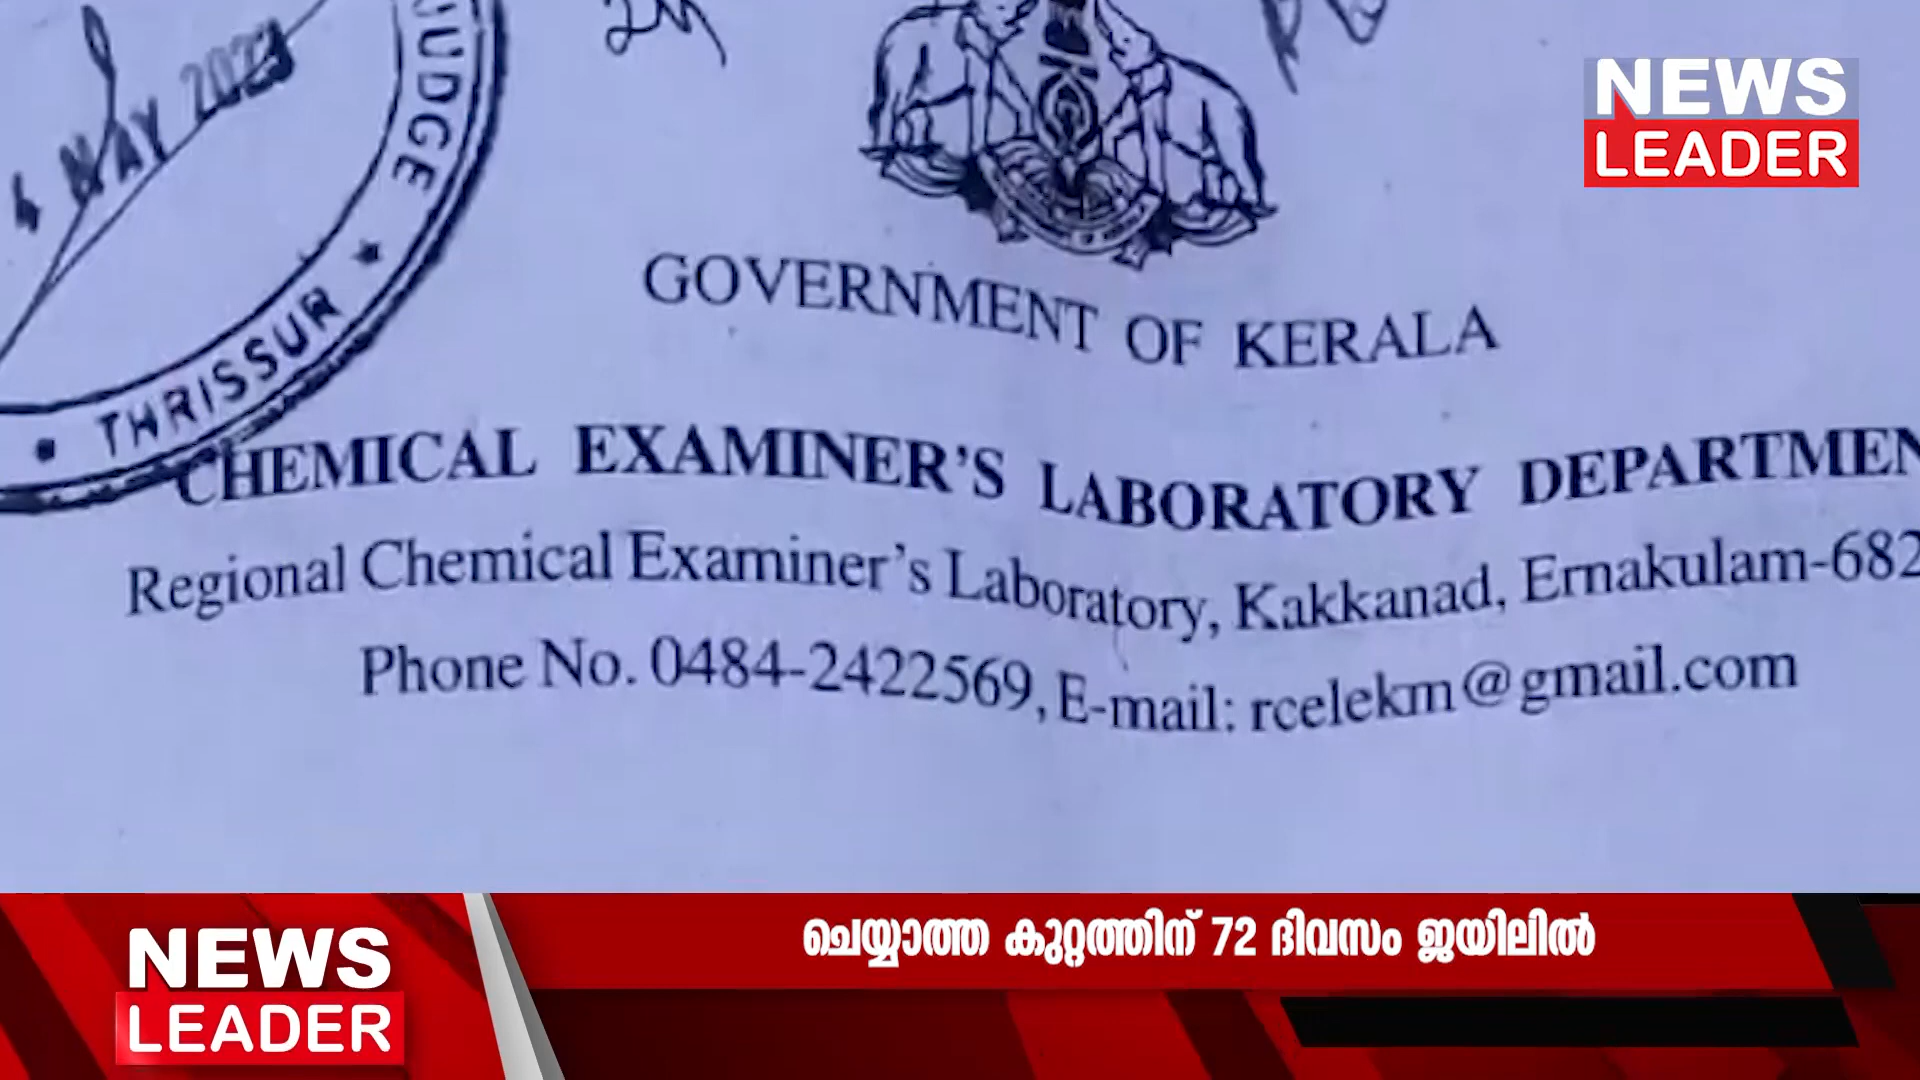 JUDGE
MAY 2023
THRISSUR
NEWS
LEADER
GOVERNMENT OF KERALA
CHEMICAL EXAMINER'S LABORATORY DEPARTMEN
Regional Chemical Examiner's Laboratory, Kakkanad, Ernakulam-682
Phone No. 0484-2422569, E-mail: rcelekm@gmail.com
NEWS
LEADER
ചെയ്യാത്ത കുറ്റത്തിന് 72 ദിവസം ജയിലിൽ